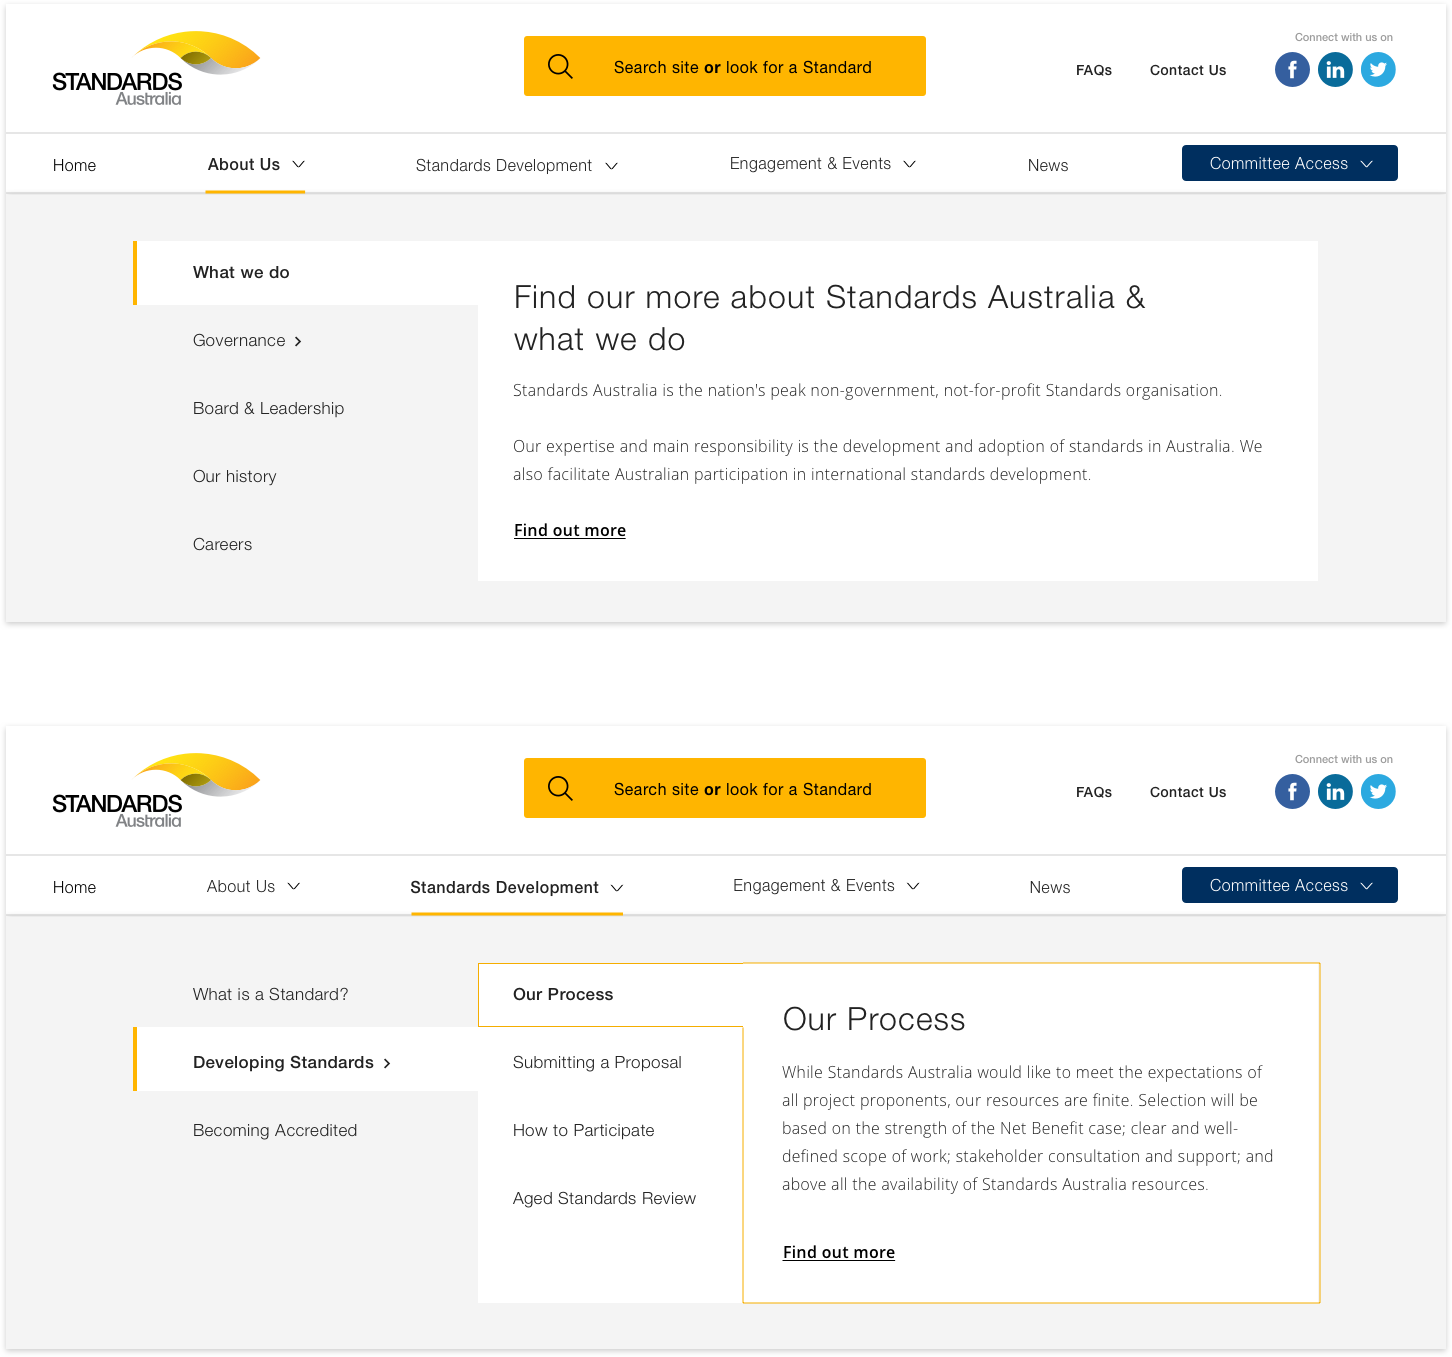 Connect with us on
STANDARDS
Australia
Search site or look for a Standard
FAQs
Contact Us
f
in
Home
About Us
Standards Development
Engagement & Events
News
Committee Access
What we do
Governance
Board & Leadership
Our history
Careers
Find our more about Standards Australia &
what we do
Standards Australia is the nation's peak non-government, not-for-profit Standards organisation.
Our expertise and main responsibility is the development and adoption of standards in Australia. We
also facilitate Australian participation in international standards development.
Find out more
Connect with us on
STANDARDS
Australia
Search site or look for a Standard
FAQs
Contact Us
f
in
Home
About Us
Standards Development
Engagement & Events
News
Committee Access
What is a Standard?
Developing Standards
Becoming Accredited
Our Process
Submitting a Proposal
How to Participate
Aged Standards Review
Our Process
While Standards Australia would like to meet the expectations of
all project proponents, our resources are finite. Selection will be
based on the strength of the Net Benefit case; clear and well-
defined scope of work; stakeholder consultation and support; and
above all the availability of Standards Australia resources.
Find out more